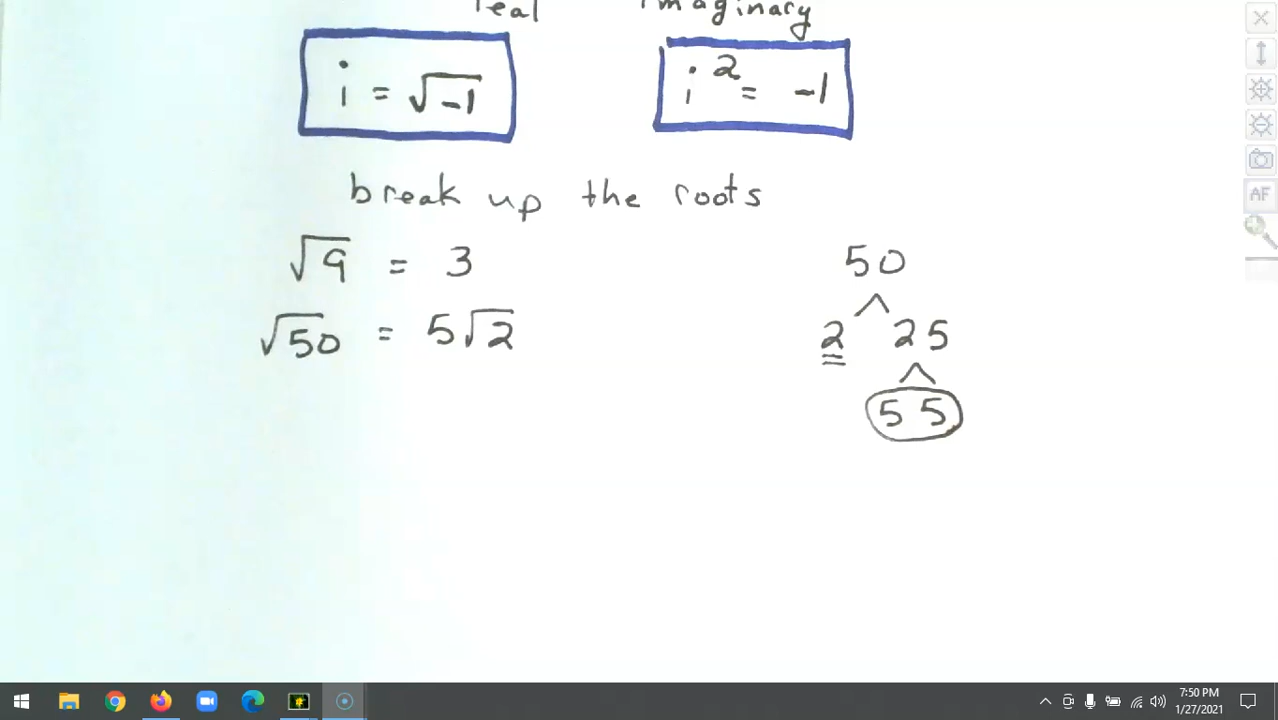 real imaginary
i = √-1 i² = -1
break up the roots
√9 = 3
50
√50 = 5√2
2 25
5 5
AF
7:50 PM
1/27/2021